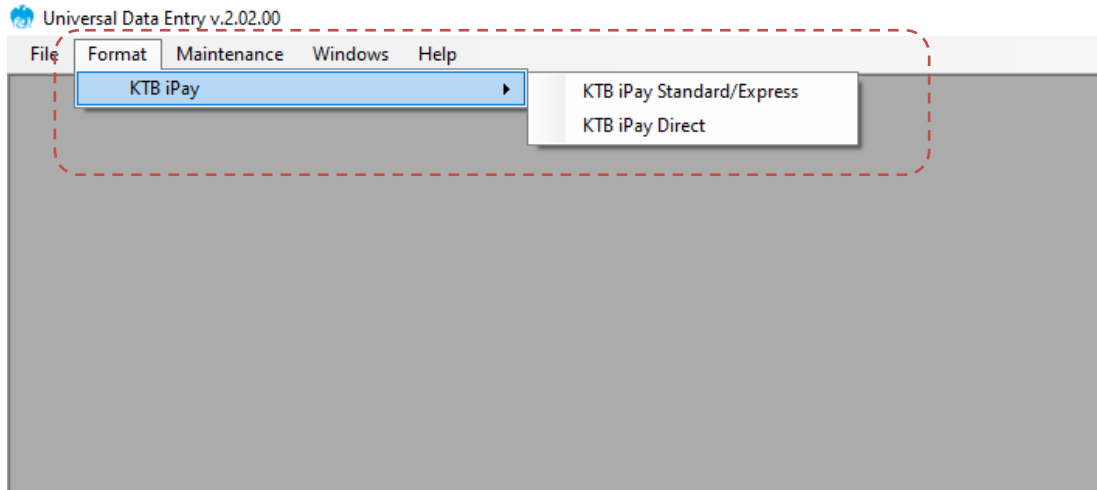 Universal Data Entry v.2.02.00
File Format Maintenance Windows Help
KTB iPay
KTB iPay Standard/Express
KTB iPay Direct